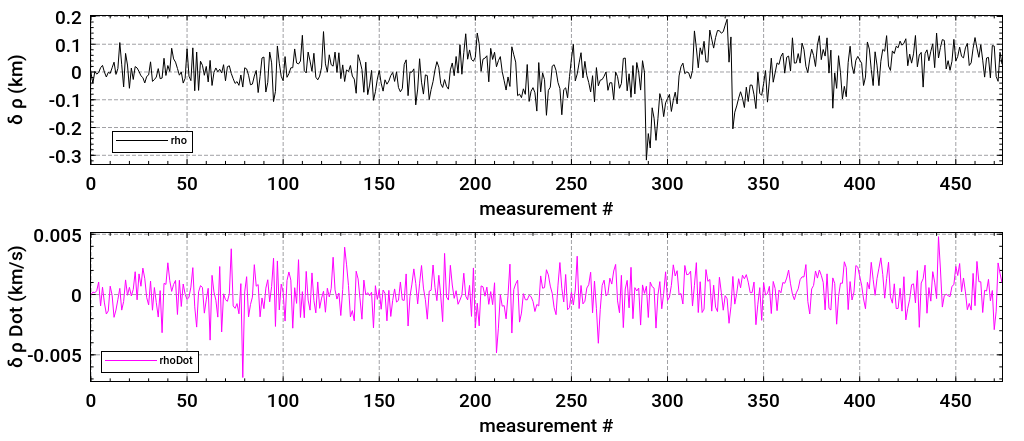 0.2
0.1
0
-0.1
-0.2
-0.3
δ ρ (km)
rho
0 50 100 150 200 250 300 350 400 450
measurement #
0.005
0
-0.005
δ ρ Dot (km/s)
rhoDot
0 50 100 150 200 250 300 350 400 450
measurement #